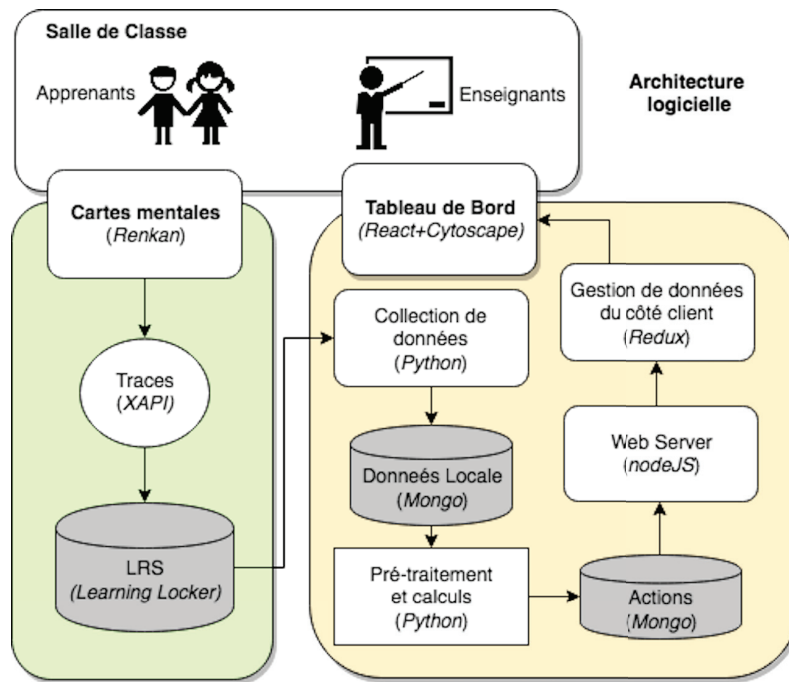 Salle de Classe
Apprenants
Enseignants
Architecture
logicielle
Cartes mentales
(Renkan)
Traces
(XAPI)
LRS
(Learning Locker)
Tableau de Bord
(React+Cytoscape)
Collection de
données
(Python)
Donneés Locale
(Mongo)
Pré-traitement
et calculs
(Python)
Actions
(Mongo)
Web Server
(nodeJS)
Gestion de données
du côté client
(Redux)